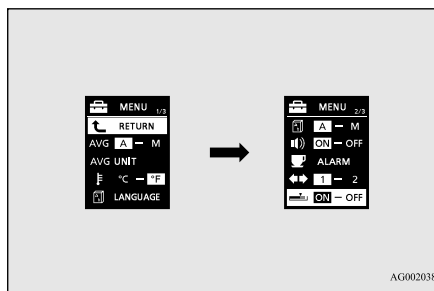 MENU 1/3
RETURN
AVG A – M
AVG UNIT
°C – °F
LANGUAGE
MENU 2/3
A – M
ON – OFF
ALARM
1 – 2
ON – OFF
AG002038